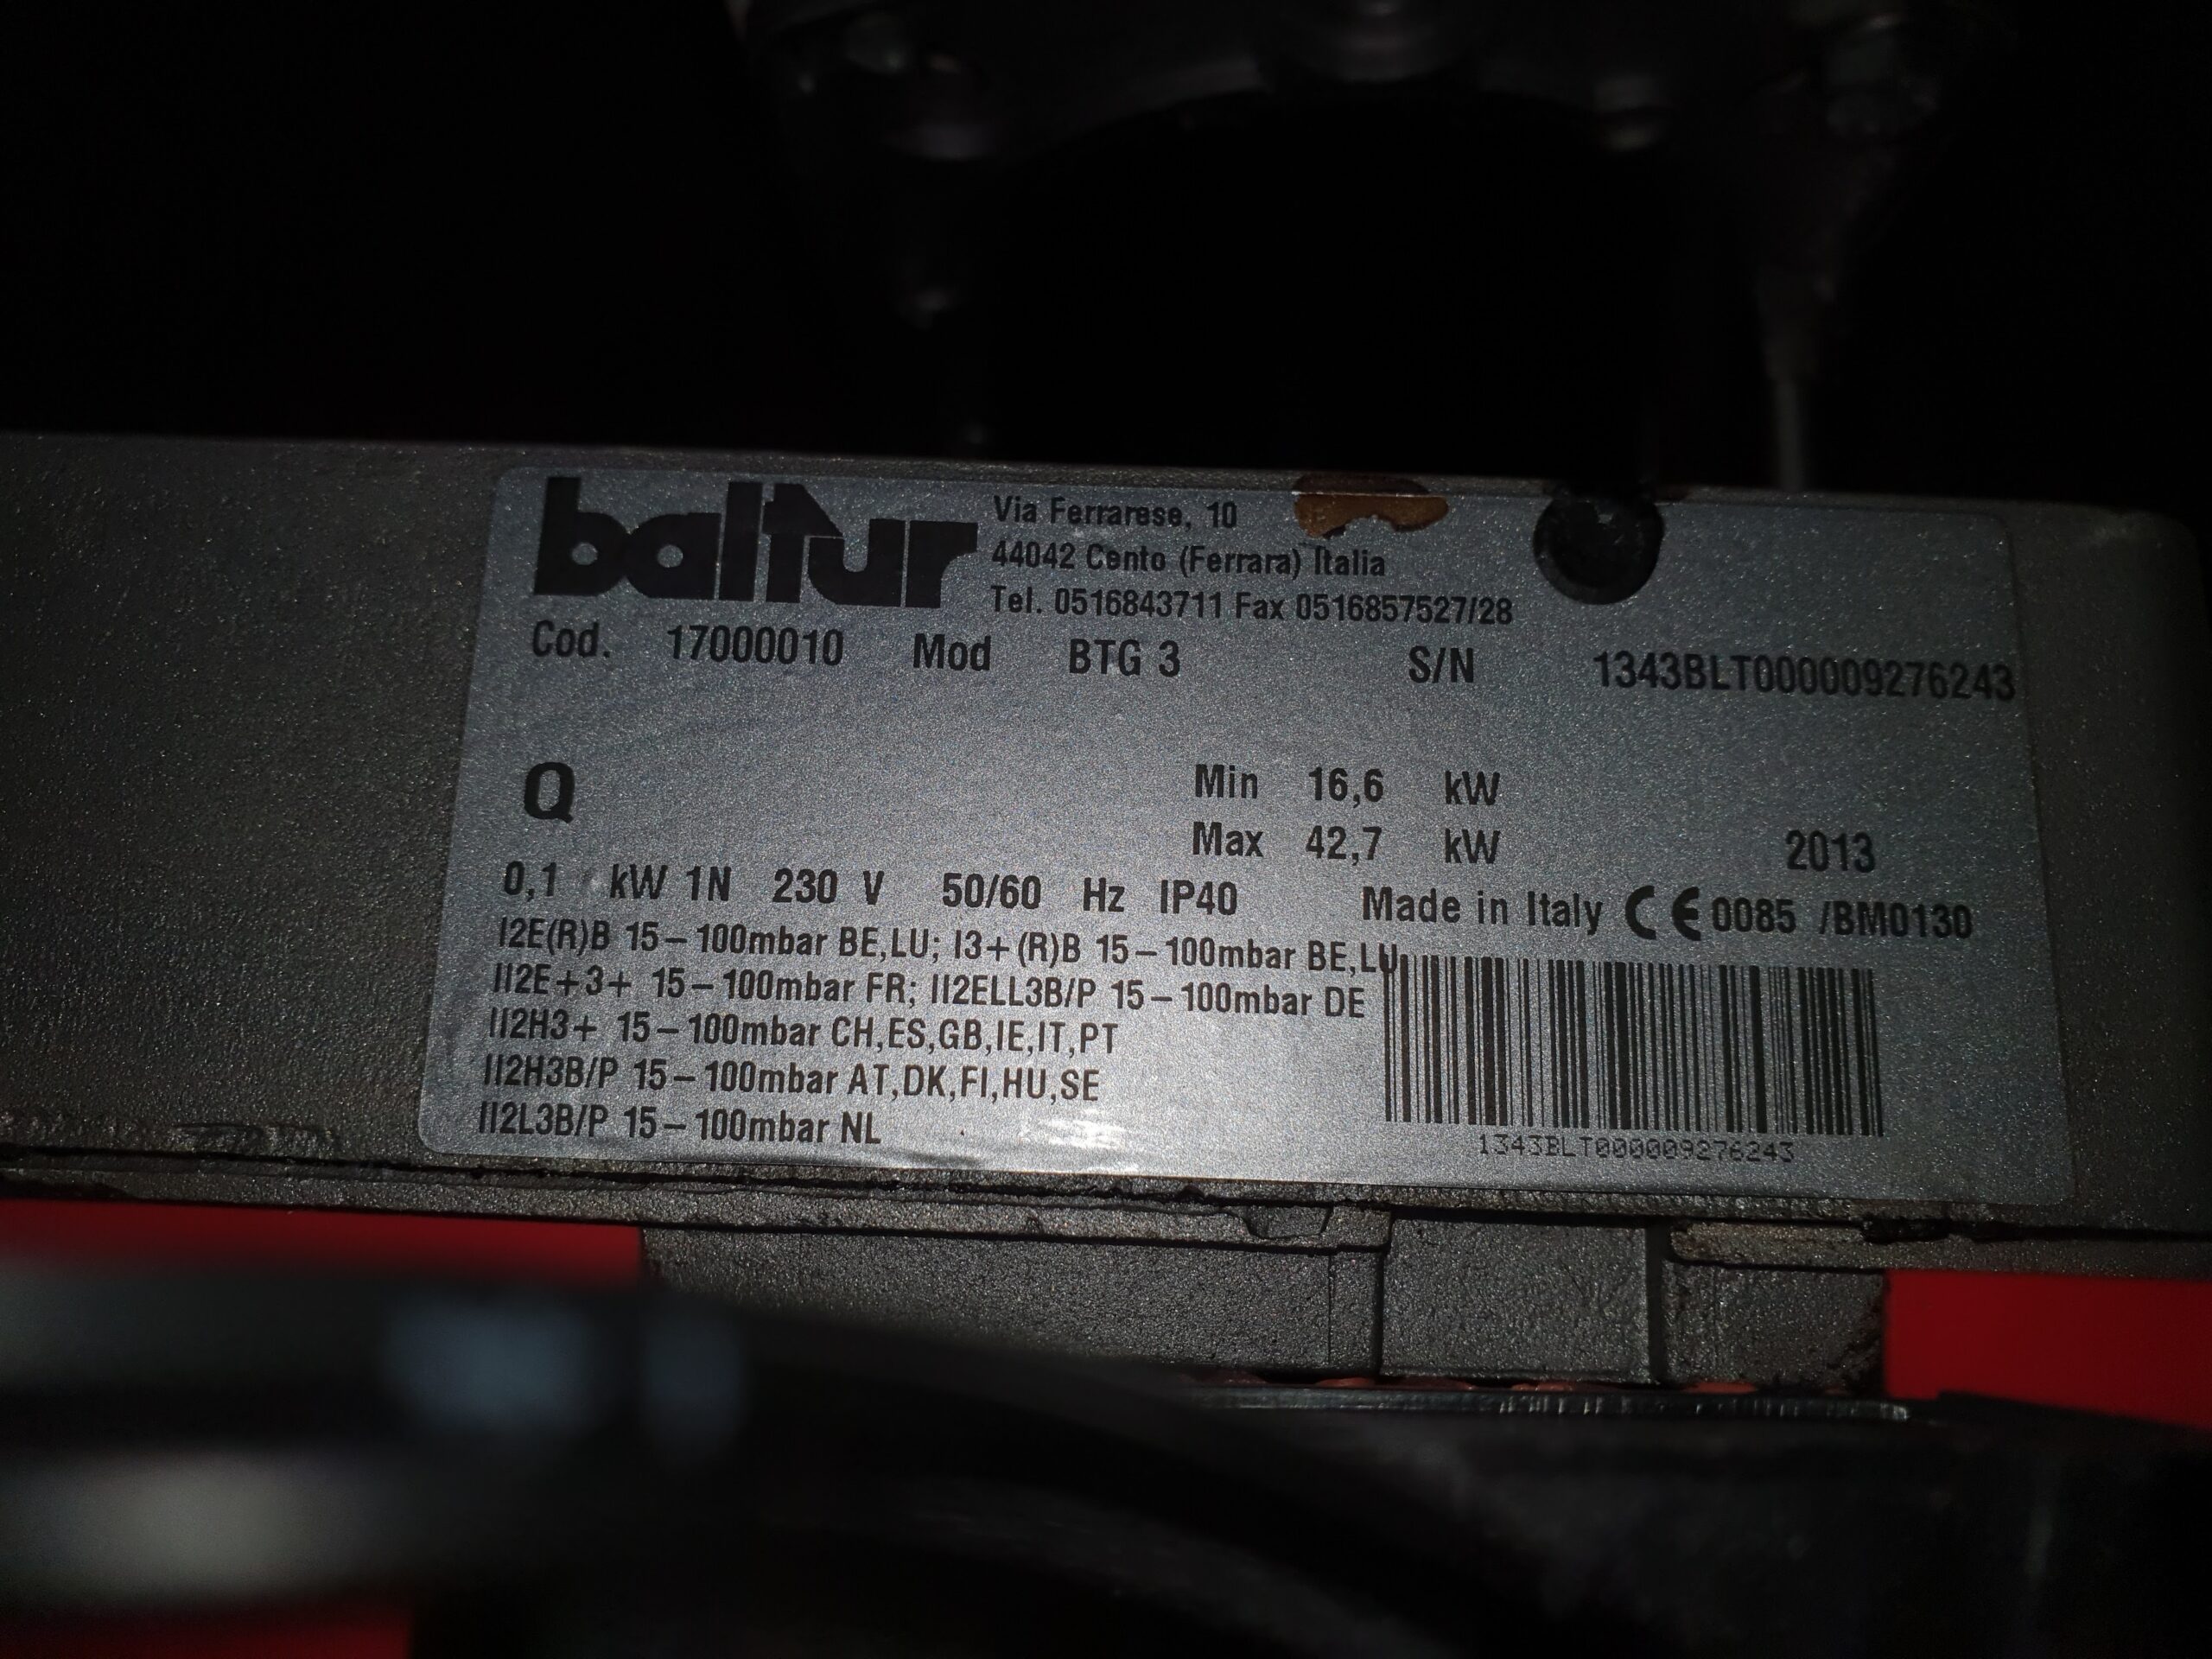 baltur
Via Ferrarese, 10
44042 Cento (Ferrara) Italia
Tel. 0516843711 Fax 0516857527/28
Cod. 17000010 Mod BTG 3 S/N 1343BLT000009276243
Q Min 16,6 kW
Max 42,7 kW 2013
0,1 kW 1N 230 V 50/60 Hz IP40 Made in Italy CE 0085 /BM0130
I2E(R)B 15-100mbar BE,LU; I3+(R)B 15-100mbar BE,LU
II2E+3+ 15-100mbar FR; II2ELL3B/P 15-100mbar DE
II2H3+ 15-100mbar CH,ES,GB,IE,IT,PT
II2H3B/P 15-100mbar AT,DK,FI,HU,SE
II2L3B/P 15-100mbar NL
1343BLT000009276243